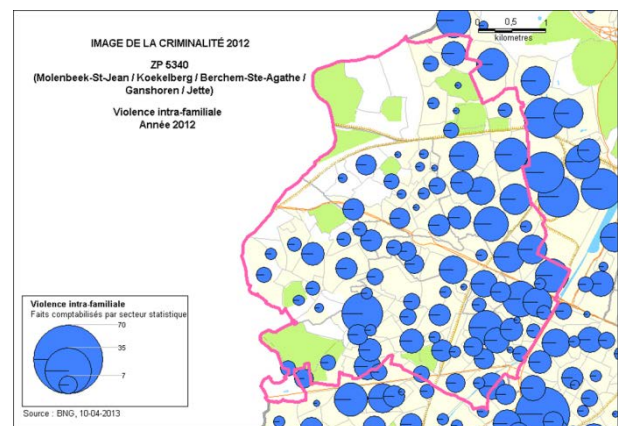 IMAGE DE LA CRIMINALITÉ 2012
ZP 5340
(Molenbeek-St-Jean / Koekelberg / Berchem-Ste-Agathe /
Ganshoren / Jette)
Violence intra-familiale
Année 2012
0 0,5 1
kilometres
Violence intra-familiale
Faits comptabilisés par secteur statistique
70
35
7
Source : BNG, 10-04-2013